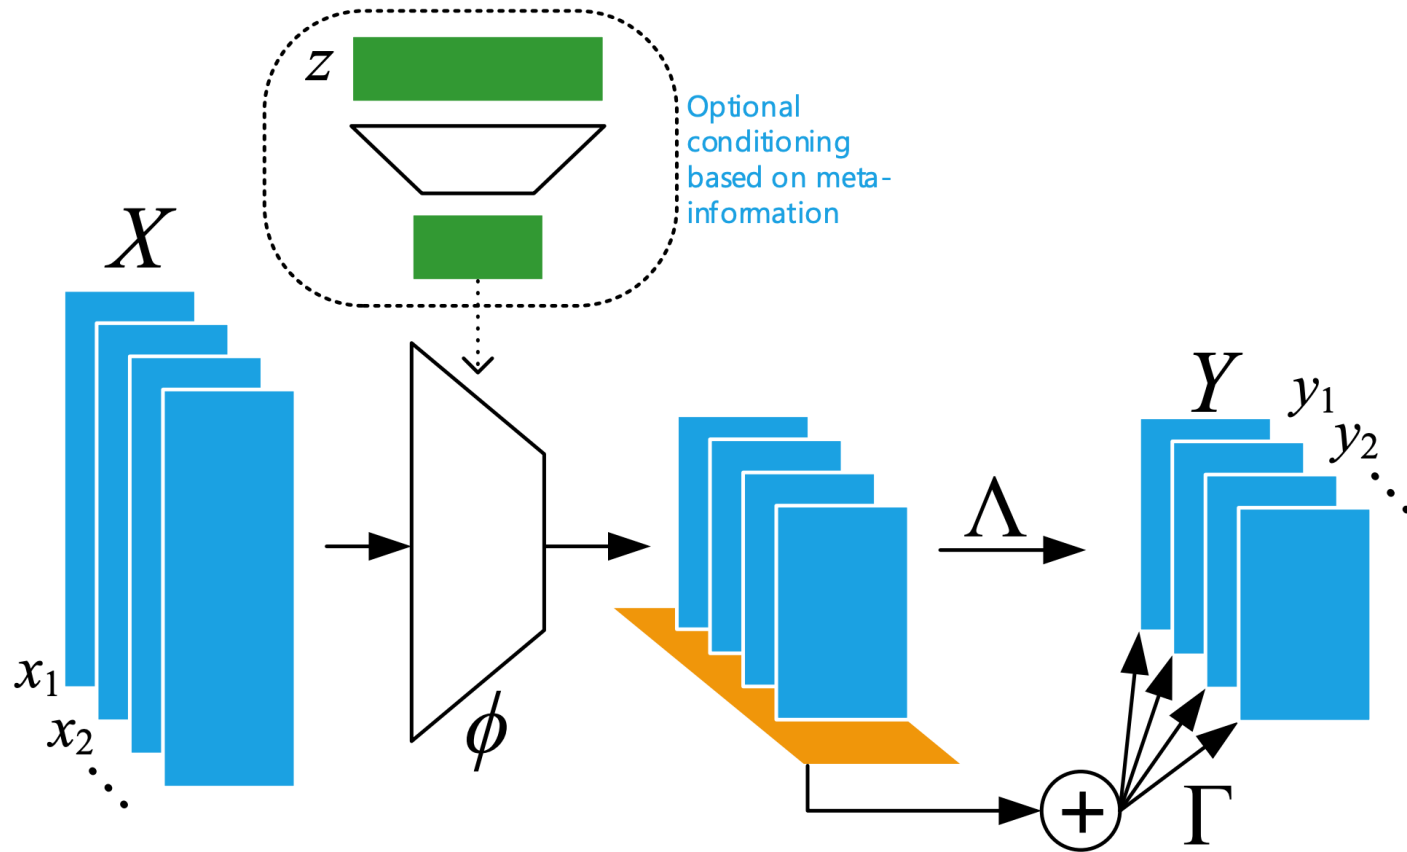 z
Optional
conditioning
based on meta-
information
X
Y
y1
y2
Λ
x1
x2
ϕ
+
Γ